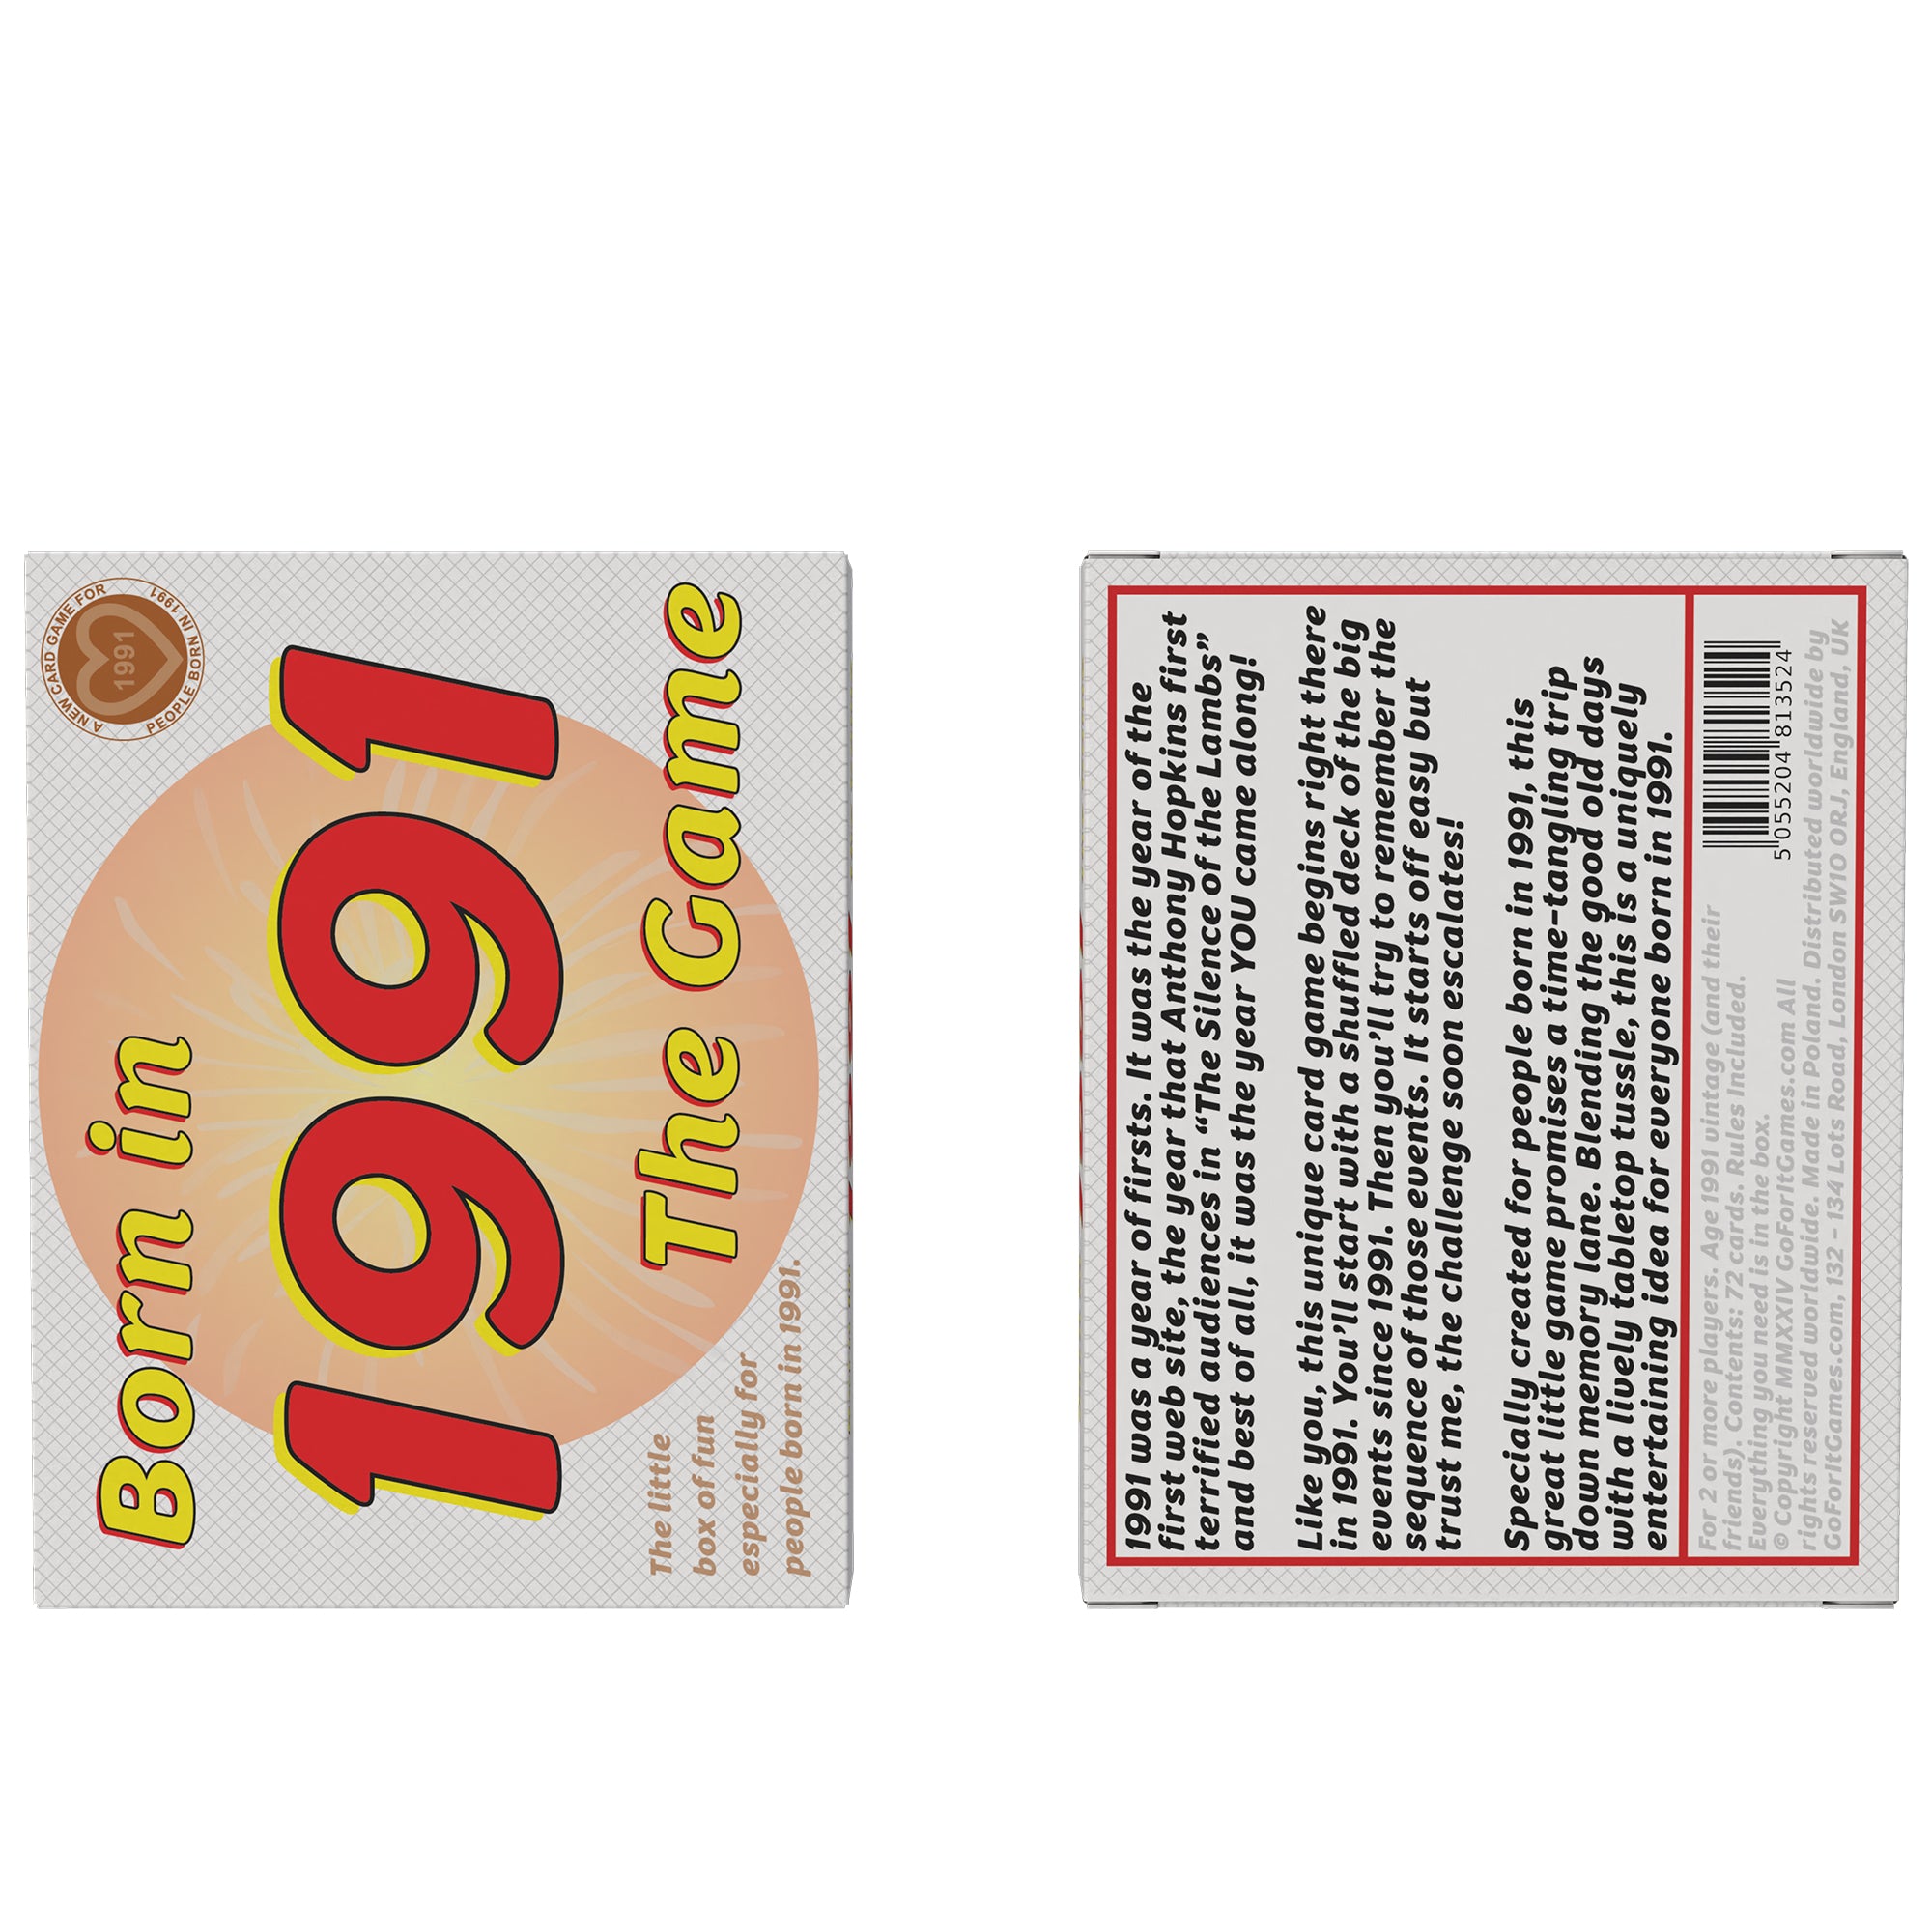 A NEW CARD GAME FOR
PEOPLE BORN IN 1991
1991
Born in
1991
The Game
The little
box of fun
especially for
people born in 1991.
1991 was a year of firsts. It was the year of the
first web site, the year that Anthony Hopkins first
terrified audiences in “The Silence of the Lambs”
and best of all, it was the year YOU came along!
Like you, this unique card game begins right there
in 1991. You’ll start with a shuffled deck of the big
events since 1991. Then you’ll try to remember the
sequence of those events. It starts off easy but
trust me, the challenge soon escalates!
Specially created for people born in 1991, this
great little game promises a time-tangling trip
down memory lane. Blending the good old days
with a lively tabletop tussle, this is a uniquely
entertaining idea for everyone born in 1991.
For 2 or more players. Age 1991 vintage (and their
friends). Contents: 72 cards. Rules Included.
Everything you need is in the box.
© Copyright MMXXIV GoForItGames.com All
rights reserved worldwide. Made in Poland. Distributed worldwide by
GoForItGames.com, 132 - 134 Lots Road, London SW10 ORJ, England, UK
5 055204 813524